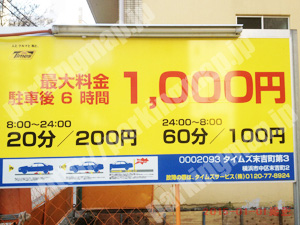 Times
最大料金
駐車後 6 時間
1,000円
8:00～24:00
20分／200円
24:00～8:00
60分／100円
0002093 タイムズ末吉町第3
横浜市中区末吉町2
タイムズサービス(株)0120-77-8924